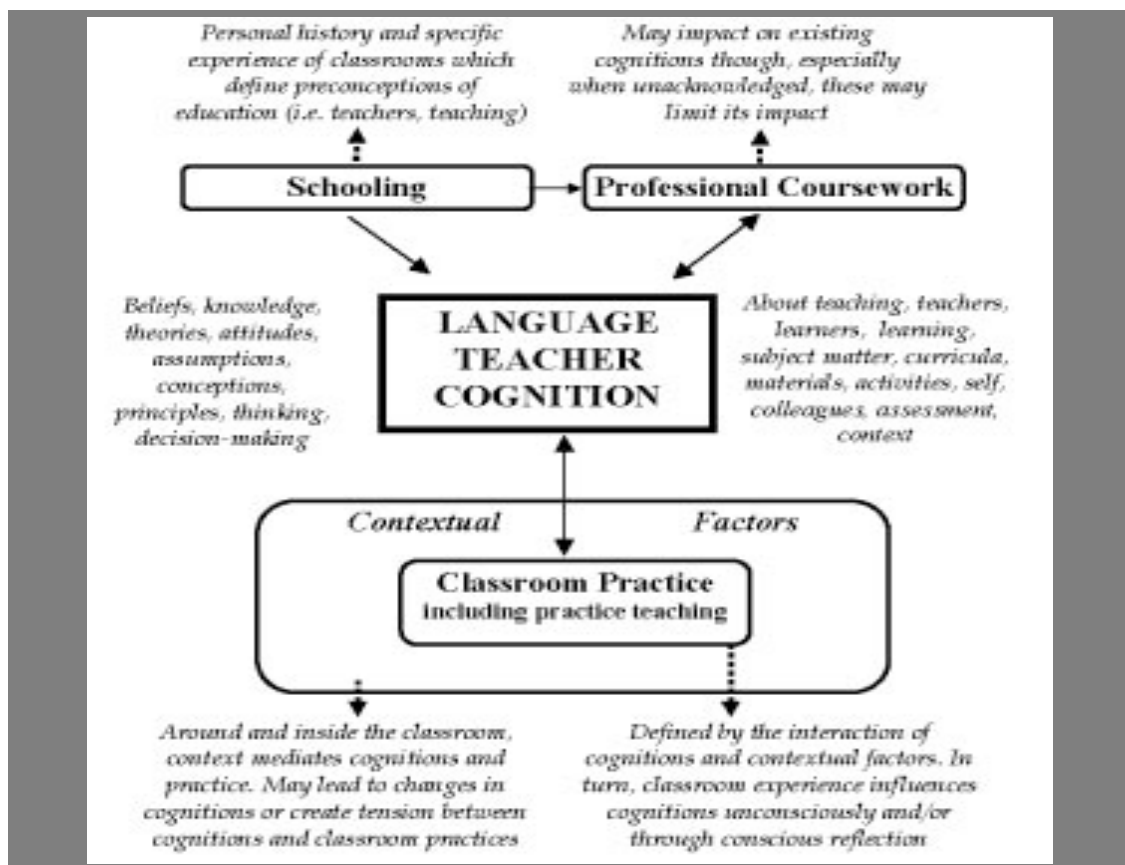 Personal history and specific
experience of classrooms which
define preconceptions of
education (i.e. teachers, teaching)
May impact on existing
cognitions though, especially
when unacknowledged, these may
limit its impact
Schooling
Professional Coursework
Beliefs, knowledge,
theories, attitudes,
assumptions,
conceptions,
principles, thinking,
decision-making
LANGUAGE
TEACHER
COGNITION
About teaching, teachers,
learners, learning,
subject matter, curricula,
materials, activities, self,
colleagues, assessment,
context
Contextual Factors
Classroom Practice
including practice teaching
Around and inside the classroom,
context mediates cognitions and
practice. May lead to changes in
cognitions or create tension between
cognitions and classroom practices
Defined by the interaction of
cognitions and contextual factors. In
turn, classroom experience influences
cognitions unconsciously and/or
through conscious reflection